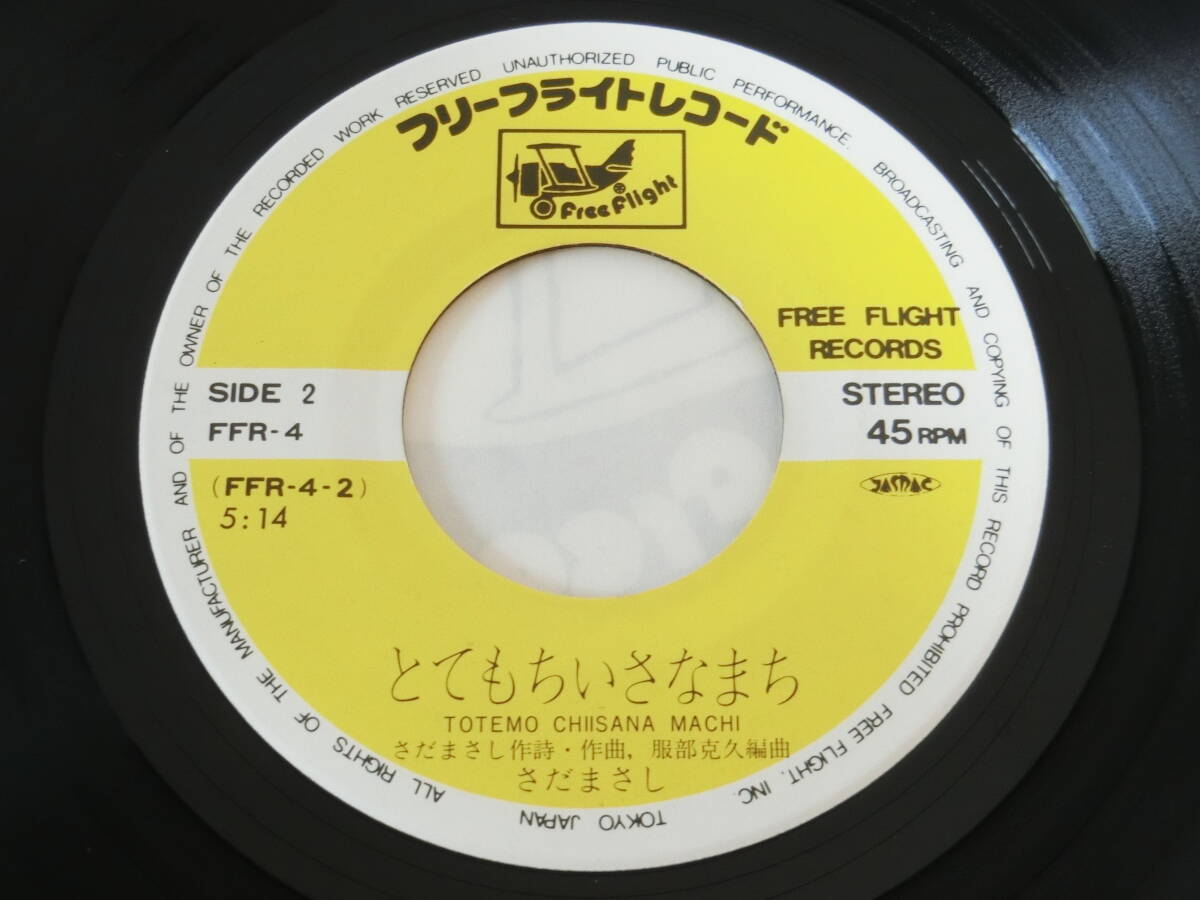 ALL RIGHTS OF THE MANUFACTURER AND OF THE OWNER OF THE RECORDED WORK RESERVED UNAUTHORIZED PUBLIC PERFORMANCE. BROADCASTING AND COPYING OF THIS RECORD PROHIBITED FREE FLIGHT, INC. TOKYO JAPAN
フリーフライトレコード
Free Flight®
FREE FLIGHT
RECORDS
SIDE 2
FFR-4
STEREO
45 RPM
(FFR-4-2)
5:14
JASRAC
とてもちいさなまち
TOTEMO CHIISANA MACHI
さだまさし作詩・作曲, 服部克久編曲
さだまさし